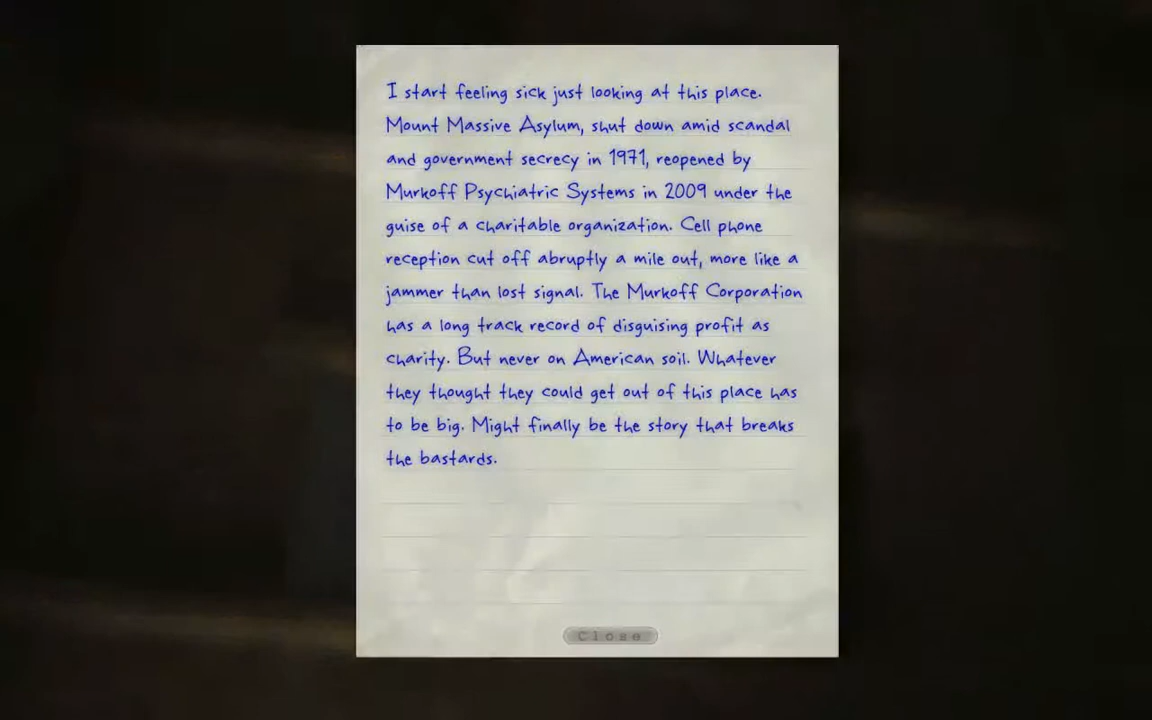 I start feeling sick just looking at this place.
Mount Massive Asylum, shut down amid scandal
and government secrecy in 1971, reopened by
Murkoff Psychiatric Systems in 2009 under the
guise of a charitable organization. Cell phone
reception cut off abruptly a mile out, more like a
jammer than lost signal. The Murkoff Corporation
has a long track record of disguising profit as
charity. But never on American soil. Whatever
they thought they could get out of this place has
to be big. Might finally be the story that breaks
the bastards.
Close